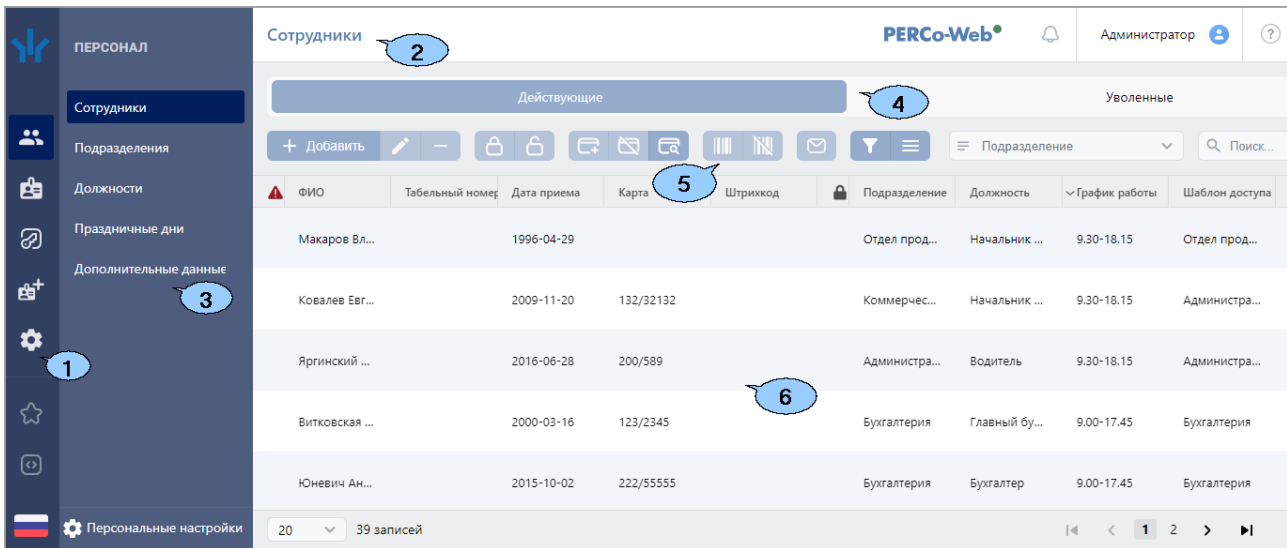 ПЕРСОНАЛ
Сотрудники
Подразделения
Должности
Праздничные дни
Дополнительные данные
3
1
Персональные настройки
Сотрудники
2
PERCo-Web
Администратор
?
Действующие
4
Уволенные
+ Добавить
Подразделение
Поиск...
5
ФИО Табельный номер Дата приема Карта Штрихкод Подразделение Должность График работы Шаблон доступа
Макаров Вл... 1996-04-29 Отдел прод... Начальник ... 9.30-18.15 Отдел прод...
Ковалев Евг... 2009-11-20 132/32132 Коммерчес... Начальник ... 9.30-18.15 Администра...
Яргинский ... 2016-06-28 200/589 Администра... Водитель 9.30-18.15 Администра...
6
Витковская ... 2000-03-16 123/2345 Бухгалтерия Главный бу... 9.00-17.45 Бухгалтерия
Юневич Ан... 2015-10-02 222/55555 Бухгалтерия Бухгалтер 9.00-17.45 Бухгалтерия
20 39 записей 1 2